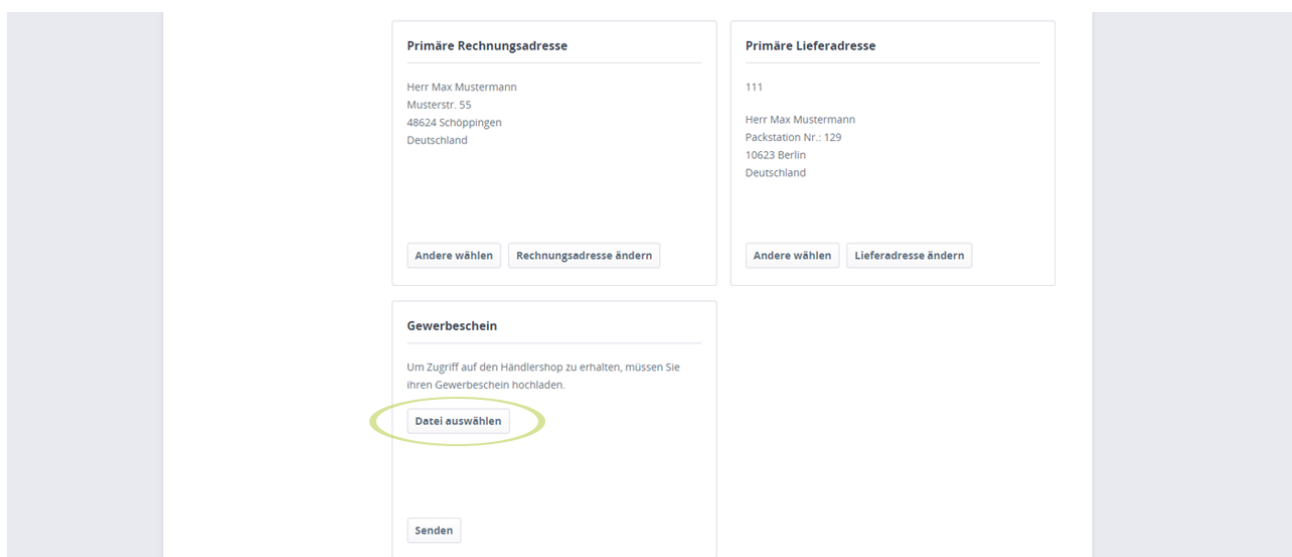 Primäre Rechnungsadresse
Herr Max Mustermann
Musterstr. 55
48624 Schöppingen
Deutschland
Andere wählen
Rechnungsadresse ändern
Primäre Lieferadresse
111
Herr Max Mustermann
Packstation Nr.: 129
10623 Berlin
Deutschland
Andere wählen
Lieferadresse ändern
Gewerbeschein
Um Zugriff auf den Händlershop zu erhalten, müssen Sie
ihren Gewerbeschein hochladen.
Datei auswählen
Senden